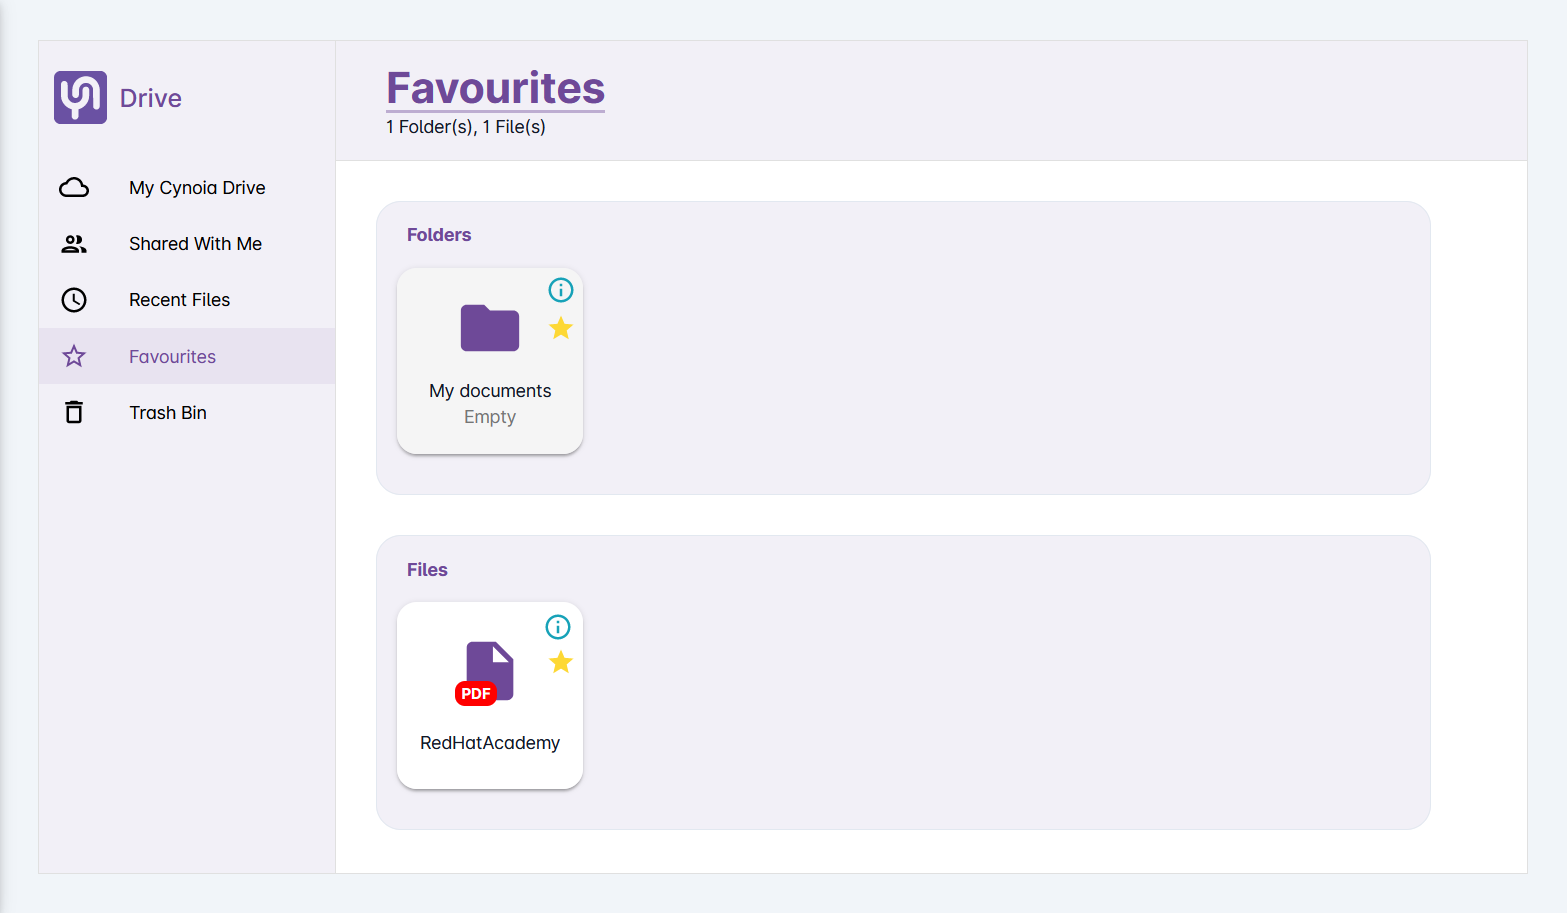 Drive
My Cynoia Drive
Shared With Me
Recent Files
Favourites
Trash Bin
Favourites
1 Folder(s), 1 File(s)
Folders
My documents
Empty
Files
PDF
RedHatAcademy